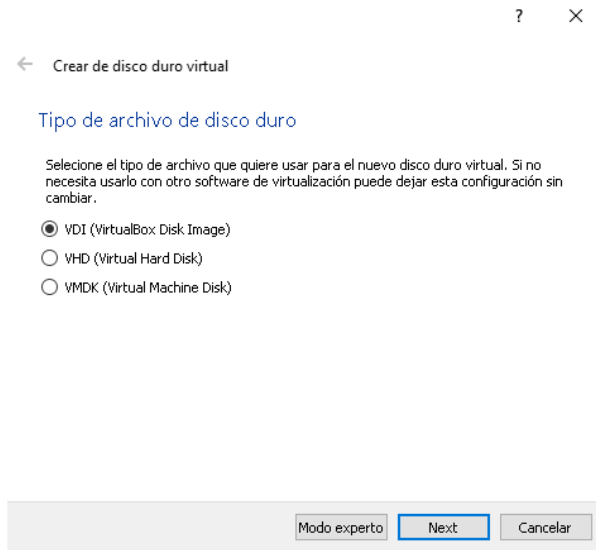 ?
Crear de disco duro virtual
Tipo de archivo de disco duro
Selecione el tipo de archivo que quiere usar para el nuevo disco duro virtual. Si no
necesita usarlo con otro software de virtualización puede dejar esta configuración sin
cambiar.
VDI (VirtualBox Disk Image)
VHD (Virtual Hard Disk)
VMDK (Virtual Machine Disk)
Modo experto Next Cancelar